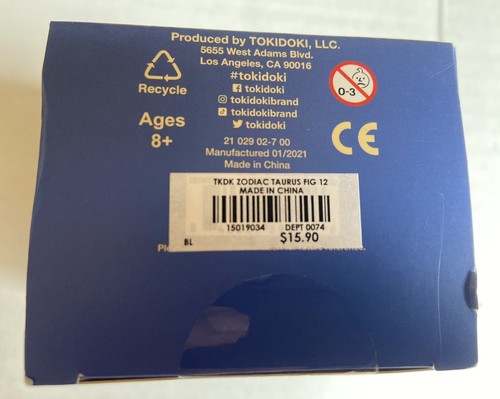 Produced by TOKIDOKI, LLC.
5655 West Adams Blvd.
Los Angeles, CA 90016
#tokidoki
tokidoki
tokidokibrand
tokidokibrand
tokidoki
Recycle
Ages
8+
0-3
CE
21 029 02-7 00
Manufactured 01/2021
Made in China
TKDK ZODIAC TAURUS FIG 12
MADE IN CHINA
15019034 DEPT 0074
BL $15.90